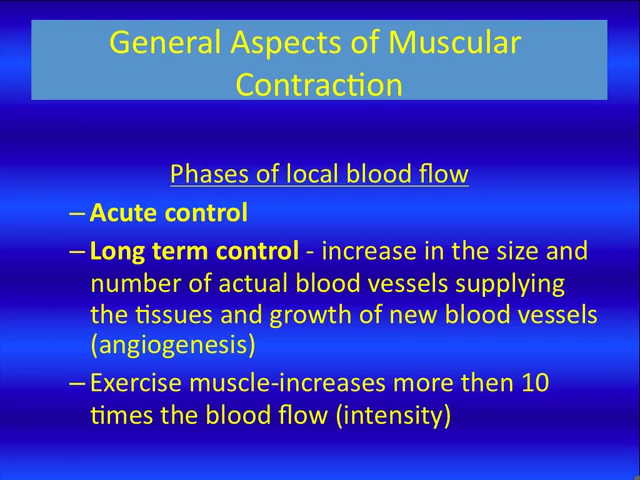 General Aspects of Muscular
Contraction
Phases of local blood flow
– Acute control
– Long term control - increase in the size and
number of actual blood vessels supplying
the tissues and growth of new blood vessels
(angiogenesis)
– Exercise muscle-increases more then 10
times the blood flow (intensity)